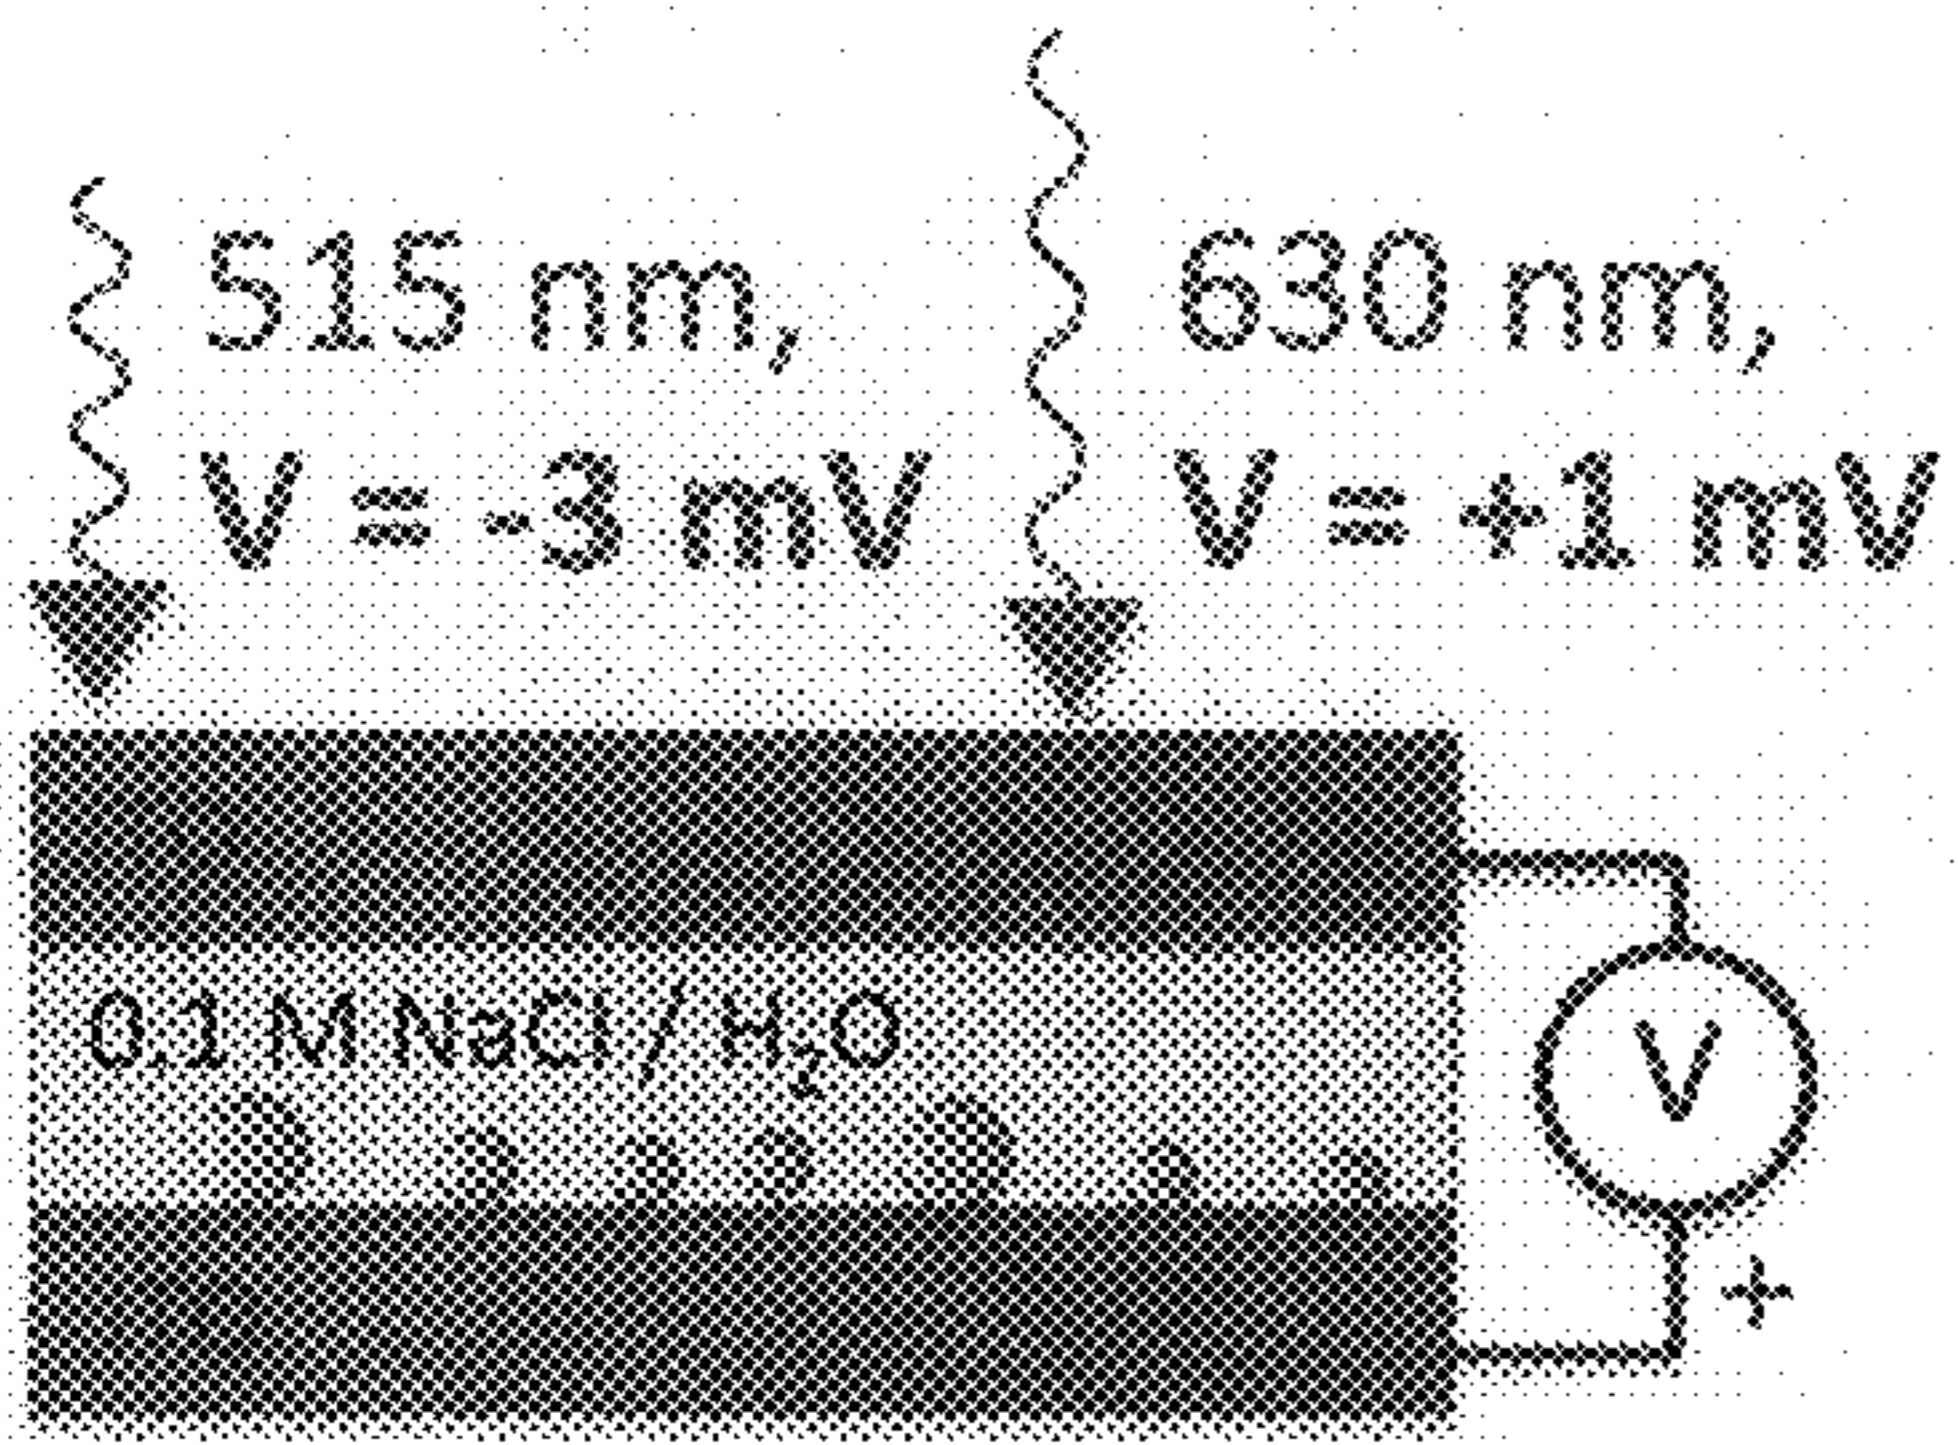 515 nm,
V = -3 mV
630 nm,
V = +1 mV
0.1 M NaCl / H₂O
V
+